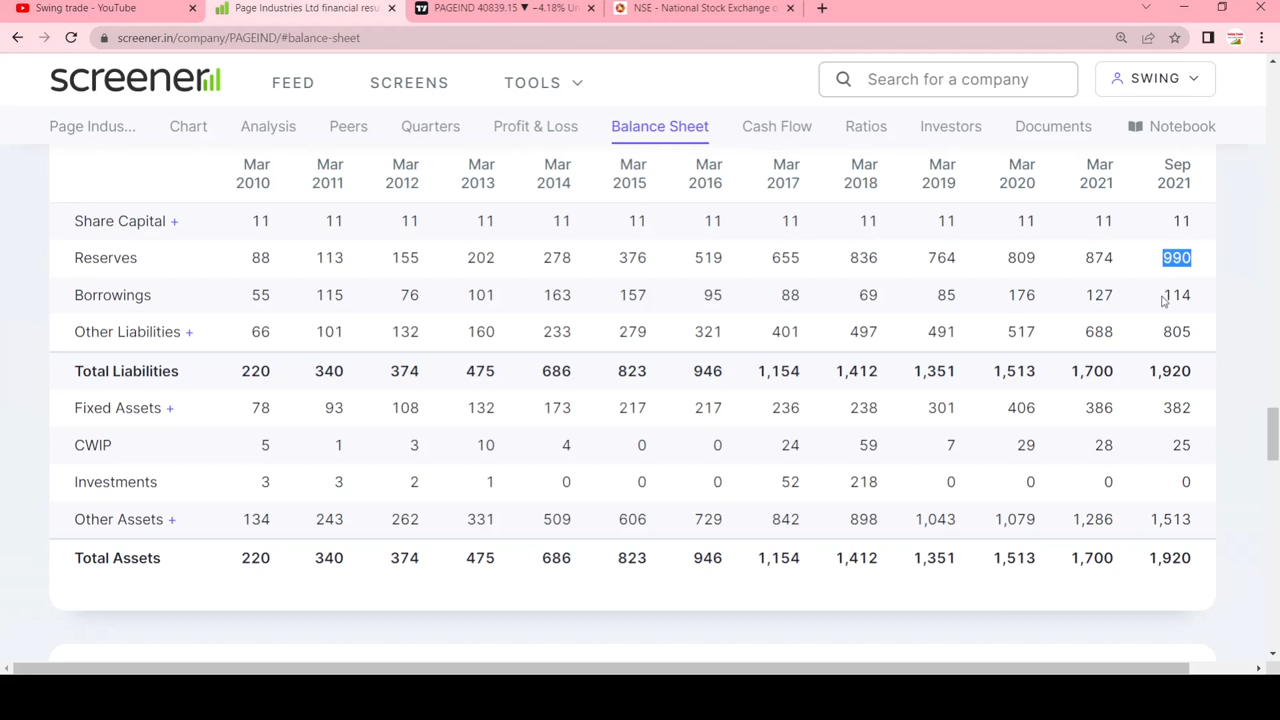 Swing trade - YouTube
Page Industries Ltd financial resu
PAGEIND 40839.15 ▼ −4.18% Un
NSE - National Stock Exchange o
screener.in/company/PAGEIND/#balance-sheet
screener FEED SCREENS TOOLS Search for a company SWING
Page Indus... Chart Analysis Peers Quarters Profit & Loss Balance Sheet Cash Flow Ratios Investors Documents Notebook
Mar Mar Mar Mar Mar Mar Mar Mar Mar Mar Mar Mar Sep
2010 2011 2012 2013 2014 2015 2016 2017 2018 2019 2020 2021 2021
Share Capital + 11 11 11 11 11 11 11 11 11 11 11 11 11
Reserves 88 113 155 202 278 376 519 655 836 764 809 874 990
Borrowings 55 115 76 101 163 157 95 88 69 85 176 127 114
Other Liabilities + 66 101 132 160 233 279 321 401 497 491 517 688 805
Total Liabilities 220 340 374 475 686 823 946 1,154 1,412 1,351 1,513 1,700 1,920
Fixed Assets + 78 93 108 132 173 217 217 236 238 301 406 386 382
CWIP 5 1 3 10 4 0 0 24 59 7 29 28 25
Investments 3 3 2 1 0 0 0 52 218 0 0 0 0
Other Assets + 134 243 262 331 509 606 729 842 898 1,043 1,079 1,286 1,513
Total Assets 220 340 374 475 686 823 946 1,154 1,412 1,351 1,513 1,700 1,920